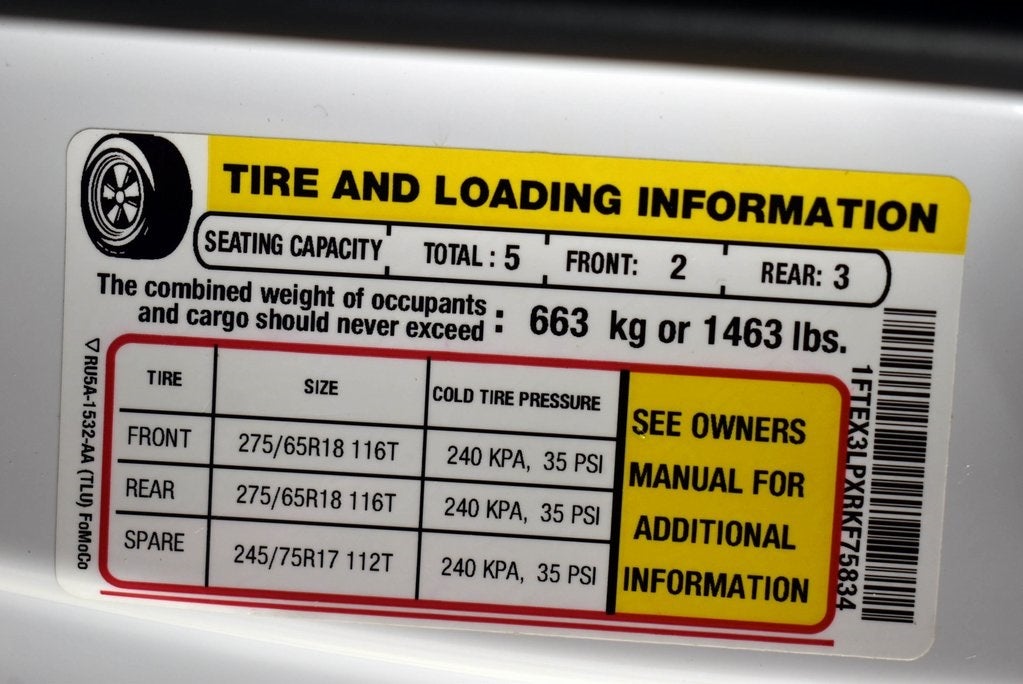 TIRE AND LOADING INFORMATION
SEATING CAPACITY TOTAL : 5 FRONT: 2 REAR: 3
The combined weight of occupants
and cargo should never exceed : 663 kg or 1463 lbs.
TIRE SIZE COLD TIRE PRESSURE
FRONT 275/65R18 116T 240 KPA, 35 PSI
REAR 275/65R18 116T 240 KPA, 35 PSI
SPARE 245/75R17 112T 240 KPA, 35 PSI
SEE OWNERS
MANUAL FOR
ADDITIONAL
INFORMATION
▽ RU5A-1532-AA (TLU) FoMoCo
1FTEX3LPXRKF75834